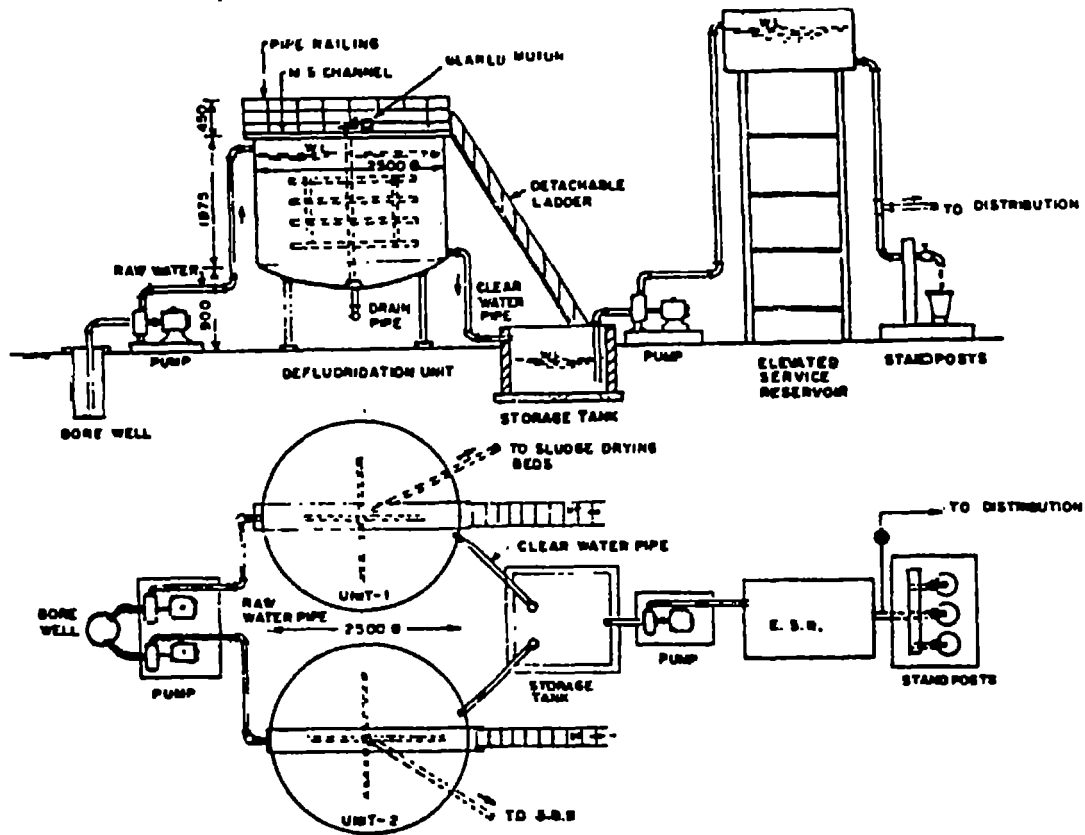 PIPE RAILING
M S CHANNEL
450
W.L.
2500 Ø
1875
DETACHABLE
LADDER
RAW WATER
900
DRAIN
PIPE
CLEAR
WATER
PIPE
PUMP
DEFLUORIDATION UNIT
W.L.
STORAGE TANK
BORE WELL
W.L.
TO DISTRIBUTION
PUMP
ELEVATED
SERVICE
RESERVOIR
STANDPOSTS
TO SLUDGE DRYING
BEDS
CLEAR WATER PIPE
UNIT-1
RAW
WATER PIPE
2500 Ø
BORE
WELL
PUMP
STORAGE
TANK
PUMP
E. S. R.
TO DISTRIBUTION
STANDPOSTS
UNIT-2